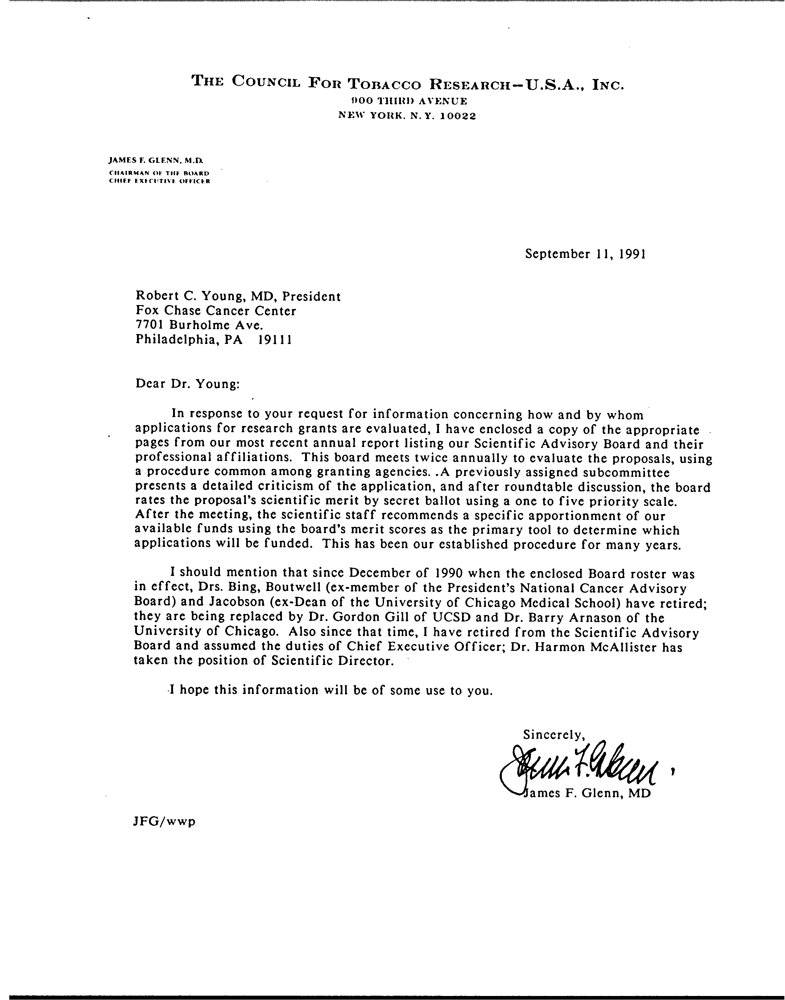 THE COUNCIL FOR TOBACCO RESEARCH—U.S.A., INC.
900 THIRD AVENUE
NEW YORK, N.Y. 10022
JAMES F. GLENN, M.D.
CHAIRMAN OF THE BOARD
CHIEF EXECUTIVE OFFICER
September 11, 1991
Robert C. Young, MD, President
Fox Chase Cancer Center
7701 Burholme Ave.
Philadelphia, PA 19111
Dear Dr. Young:
In response to your request for information concerning how and by whom
applications for research grants are evaluated, I have enclosed a copy of the appropriate
pages from our most recent annual report listing our Scientific Advisory Board and their
professional affiliations. This board meets twice annually to evaluate the proposals, using
a procedure common among granting agencies. .A previously assigned subcommittee
presents a detailed criticism of the application, and after roundtable discussion, the board
rates the proposal's scientific merit by secret ballot using a one to five priority scale.
After the meeting, the scientific staff recommends a specific apportionment of our
available funds using the board's merit scores as the primary tool to determine which
applications will be funded. This has been our established procedure for many years.
I should mention that since December of 1990 when the enclosed Board roster was
in effect, Drs. Bing, Boutwell (ex-member of the President's National Cancer Advisory
Board) and Jacobson (ex-Dean of the University of Chicago Medical School) have retired;
they are being replaced by Dr. Gordon Gill of UCSD and Dr. Barry Arnason of the
University of Chicago. Also since that time, I have retired from the Scientific Advisory
Board and assumed the duties of Chief Executive Officer; Dr. Harmon McAllister has
taken the position of Scientific Director.
I hope this information will be of some use to you.
Sincerely,
James F. Glenn
James F. Glenn, MD
JFG/wwp